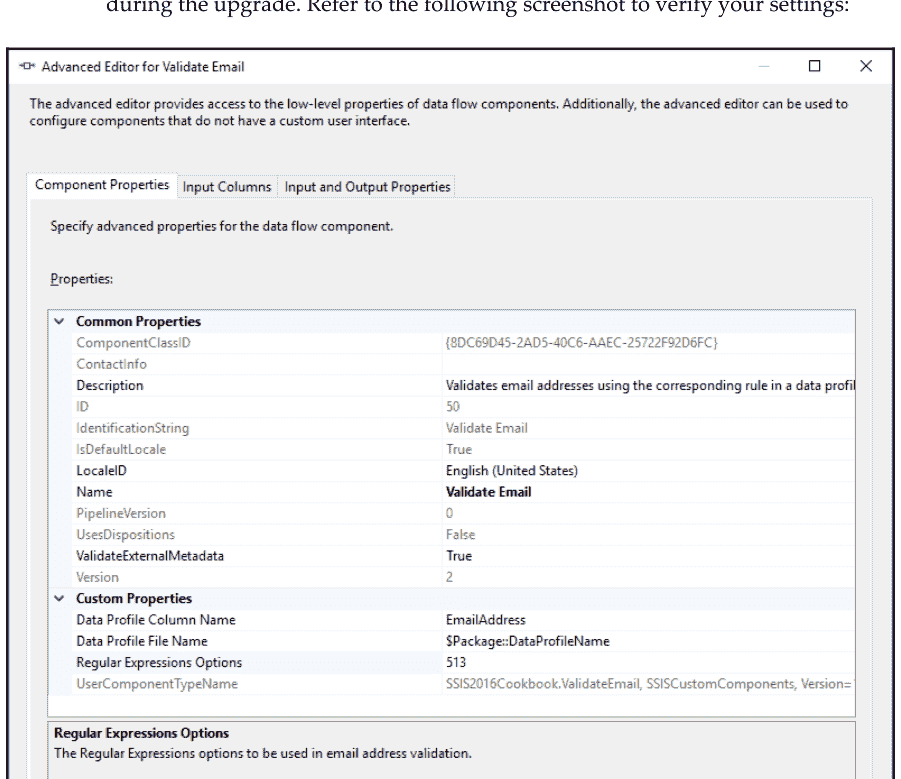 during the upgrade. Refer to the following screenshot to verify your settings:
Advanced Editor for Validate Email
The advanced editor provides access to the low-level properties of data flow components. Additionally, the advanced editor can be used to
configure components that do not have a custom user interface.
Component Properties Input Columns Input and Output Properties
Specify advanced properties for the data flow component.
Properties:
Common Properties
ComponentClassID {8DC69D45-2AD5-40C6-AAEC-25722F92D6FC}
ContactInfo
Description Validates email addresses using the corresponding rule in a data profil
ID 50
IdentificationString Validate Email
IsDefaultLocale True
LocaleID English (United States)
Name Validate Email
PipelineVersion 0
UsesDispositions False
ValidateExternalMetadata True
Version 2
Custom Properties
Data Profile Column Name EmailAddress
Data Profile File Name $Package::DataProfileName
Regular Expressions Options 513
UserComponentTypeName SSIS2016Cookbook.ValidateEmail, SSISCustomComponents, Version=
Regular Expressions Options
The Regular Expressions options to be used in email address validation.